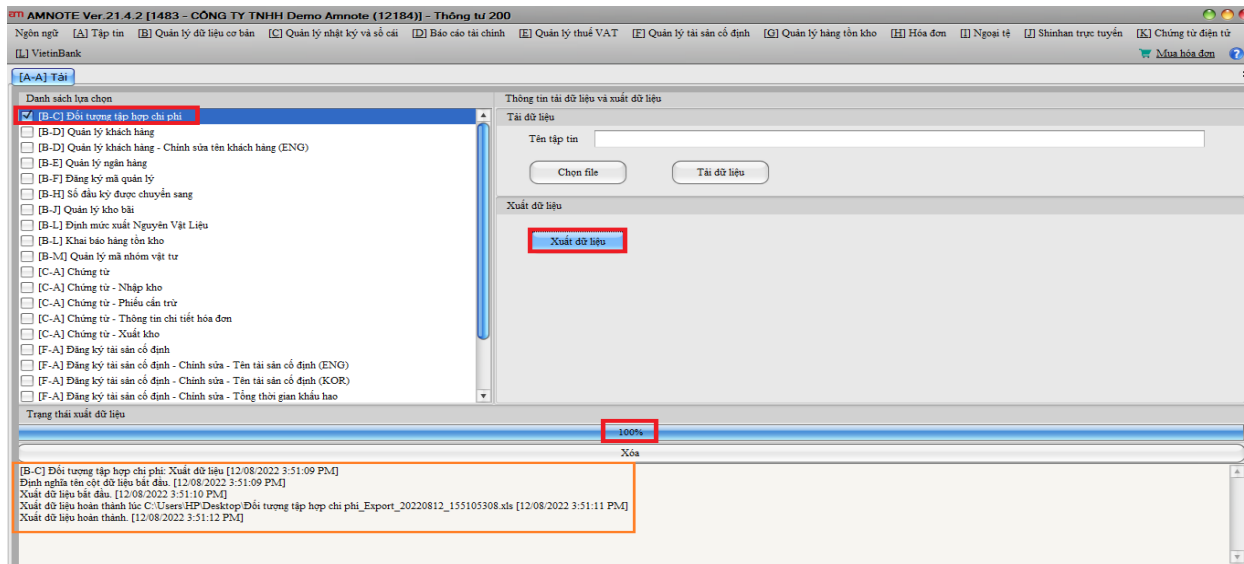 AMNOTE Ver.21.4.2 [1483 - CÔNG TY TNHH Demo Amnote (12184)] - Thông tư 200
Ngôn ngữ [A] Tập tin [B] Quản lý dữ liệu cơ bản [C] Quản lý nhật ký và sổ cái [D] Báo cáo tài chính [E] Quản lý thuế VAT [F] Quản lý tài sản cố định [G] Quản lý hàng tồn kho [H] Hóa đơn [I] Ngoại tệ [J] Shinhan trực tuyến [K] Chứng từ điện tử
[L] VietinBank Mua hóa đơn ?
[A-A] Tải
Danh sách lựa chọn
[B-C] Đối tượng tập hợp chi phí
[B-D] Quản lý khách hàng
[B-D] Quản lý khách hàng - Chỉnh sửa tên khách hàng (ENG)
[B-E] Quản lý ngân hàng
[B-F] Đăng ký mã quản lý
[B-H] Số đầu kỳ được chuyển sang
[B-J] Quản lý kho bãi
[B-L] Định mức xuất Nguyên Vật Liệu
[B-L] Khai báo hàng tồn kho
[B-M] Quản lý mã nhóm vật tư
[C-A] Chứng từ
[C-A] Chứng từ - Nhập kho
[C-A] Chứng từ - Phiếu cấn trừ
[C-A] Chứng từ - Thông tin chi tiết hóa đơn
[C-A] Chứng từ - Xuất kho
[F-A] Đăng ký tài sản cố định
[F-A] Đăng ký tài sản cố định - Chỉnh sửa - Tên tài sản cố định (ENG)
[F-A] Đăng ký tài sản cố định - Chỉnh sửa - Tên tài sản cố định (KOR)
[F-A] Đăng ký tài sản cố định - Chỉnh sửa - Tổng thời gian khấu hao
Thông tin tải dữ liệu và xuất dữ liệu
Tải dữ liệu
Tên tập tin
Chọn file Tải dữ liệu
Xuất dữ liệu
Xuất dữ liệu
Trạng thái xuất dữ liệu
100%
Xóa
[B-C] Đối tượng tập hợp chi phí: Xuất dữ liệu [12/08/2022 3:51:09 PM]
Định nghĩa tên cột dữ liệu bắt đầu. [12/08/2022 3:51:09 PM]
Xuất dữ liệu bắt đầu. [12/08/2022 3:51:10 PM]
Xuất dữ liệu hoàn thành lúc C:\Users\HP\Desktop\Đối tượng tập hợp chi phí_Export_20220812_155105308.xls [12/08/2022 3:51:11 PM]
Xuất dữ liệu hoàn thành. [12/08/2022 3:51:12 PM]